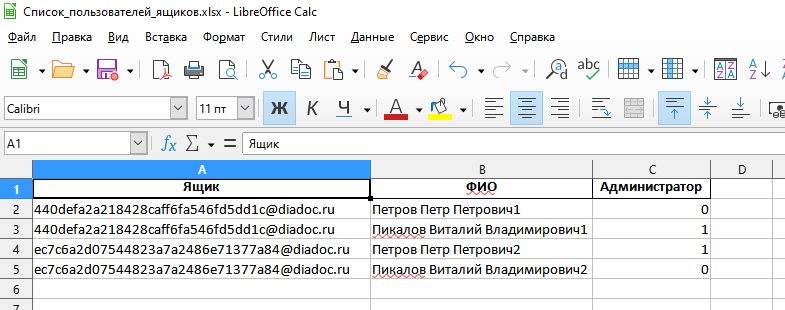 Список_пользователей_ящиков.xlsx - LibreOffice Calc
Файл Правка Вид Вставка Формат Стили Лист Данные Сервис Окно Справка
abc A Z Z A A Z
Calibri 11 пт Ж К Ч А
A1 fx Σ = Ящик
A B C D
1 Ящик ФИО Администратор
2 440defa2a218428caff6fa546fd5dd1c@diadoc.ru Петров Петр Петрович1 0
3 440defa2a218428caff6fa546fd5dd1c@diadoc.ru Пикалов Виталий Владимирович1 1
4 ec7c6a2d07544823a7a2486e71377a84@diadoc.ru Петров Петр Петрович2 1
5 ec7c6a2d07544823a7a2486e71377a84@diadoc.ru Пикалов Виталий Владимирович2 0
6